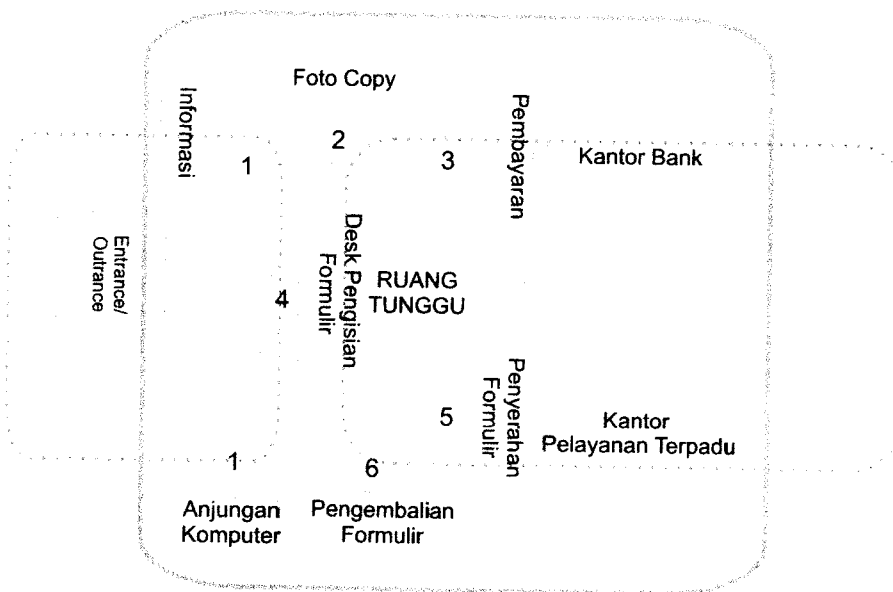 Foto Copy
Informasi
1
2
3
Pembayaran
Kantor Bank
Entrance/
Outrance
4
Desk Pengisian
Formulir
RUANG
TUNGGU
5
Penyerahan
Formulir
Kantor
Pelayanan Terpadu
1
6
Anjungan
Komputer
Pengembalian
Formulir